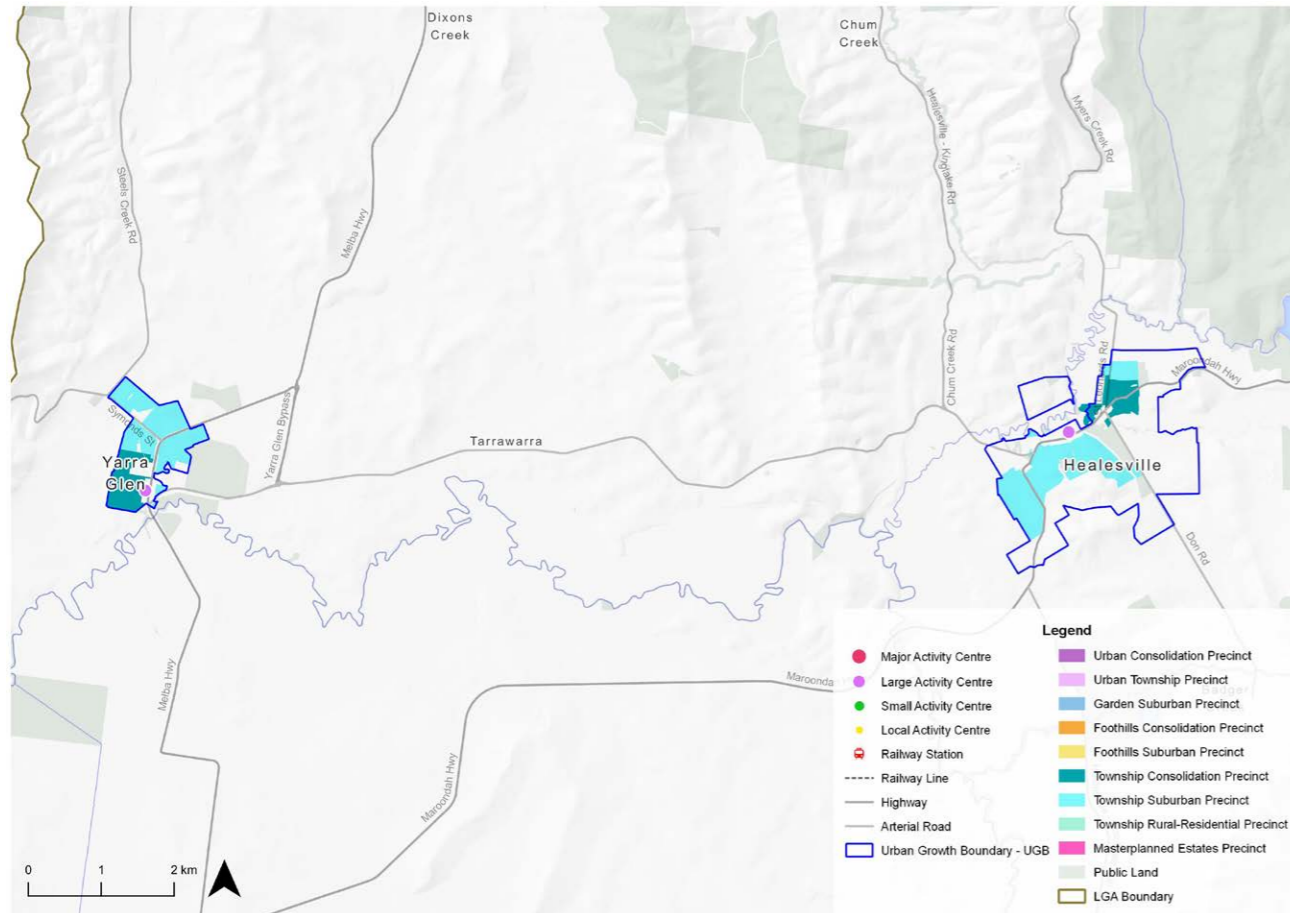 Dixons
Creek
Chum
Creek
Steels Creek Rd
Melba Hwy
Healesville - Kinglake Rd
Myers Creek Rd
Chum Creek Rd
Maroondah Hwy
Symonds St
Yarra
Glen
Yarra Glen Bypass
Tarrawarra
Healesville
Don Rd
Melba Hwy
Maroondah Hwy
Maroonda
0 1 2 km
Legend
Major Activity Centre
Large Activity Centre
Small Activity Centre
Local Activity Centre
Railway Station
Railway Line
Highway
Arterial Road
Urban Growth Boundary - UGB
Urban Consolidation Precinct
Urban Township Precinct
Garden Suburban Precinct
Foothills Consolidation Precinct
Foothills Suburban Precinct
Township Consolidation Precinct
Township Suburban Precinct
Township Rural-Residential Precinct
Masterplanned Estates Precinct
Public Land
LGA Boundary
Badger